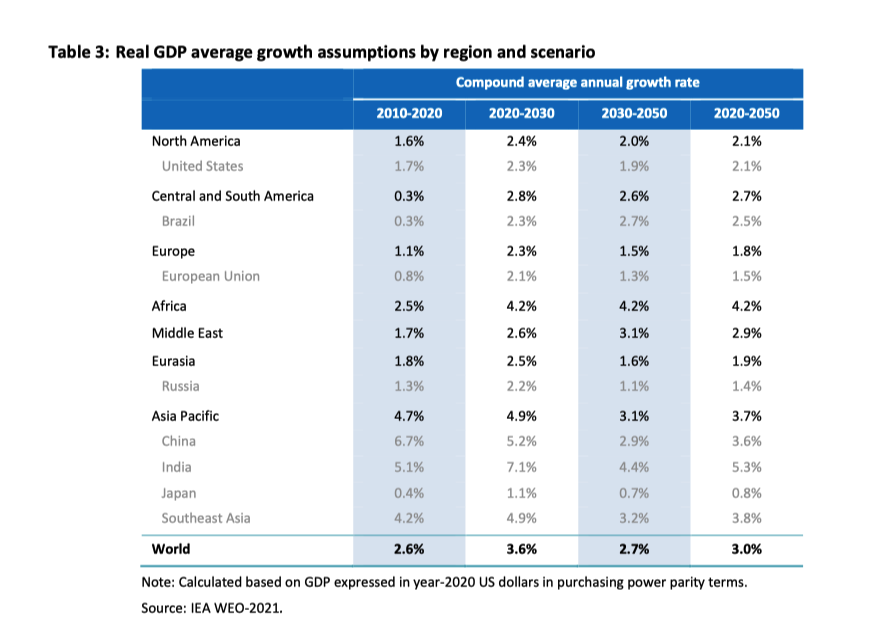 Table 3: Real GDP average growth assumptions by region and scenario
Compound average annual growth rate
2010-2020 2020-2030 2030-2050 2020-2050
North America 1.6% 2.4% 2.0% 2.1%
United States 1.7% 2.3% 1.9% 2.1%
Central and South America 0.3% 2.8% 2.6% 2.7%
Brazil 0.3% 2.3% 2.7% 2.5%
Europe 1.1% 2.3% 1.5% 1.8%
European Union 0.8% 2.1% 1.3% 1.5%
Africa 2.5% 4.2% 4.2% 4.2%
Middle East 1.7% 2.6% 3.1% 2.9%
Eurasia 1.8% 2.5% 1.6% 1.9%
Russia 1.3% 2.2% 1.1% 1.4%
Asia Pacific 4.7% 4.9% 3.1% 3.7%
China 6.7% 5.2% 2.9% 3.6%
India 5.1% 7.1% 4.4% 5.3%
Japan 0.4% 1.1% 0.7% 0.8%
Southeast Asia 4.2% 4.9% 3.2% 3.8%
World 2.6% 3.6% 2.7% 3.0%
Note: Calculated based on GDP expressed in year-2020 US dollars in purchasing power parity terms.
Source: IEA WEO-2021.